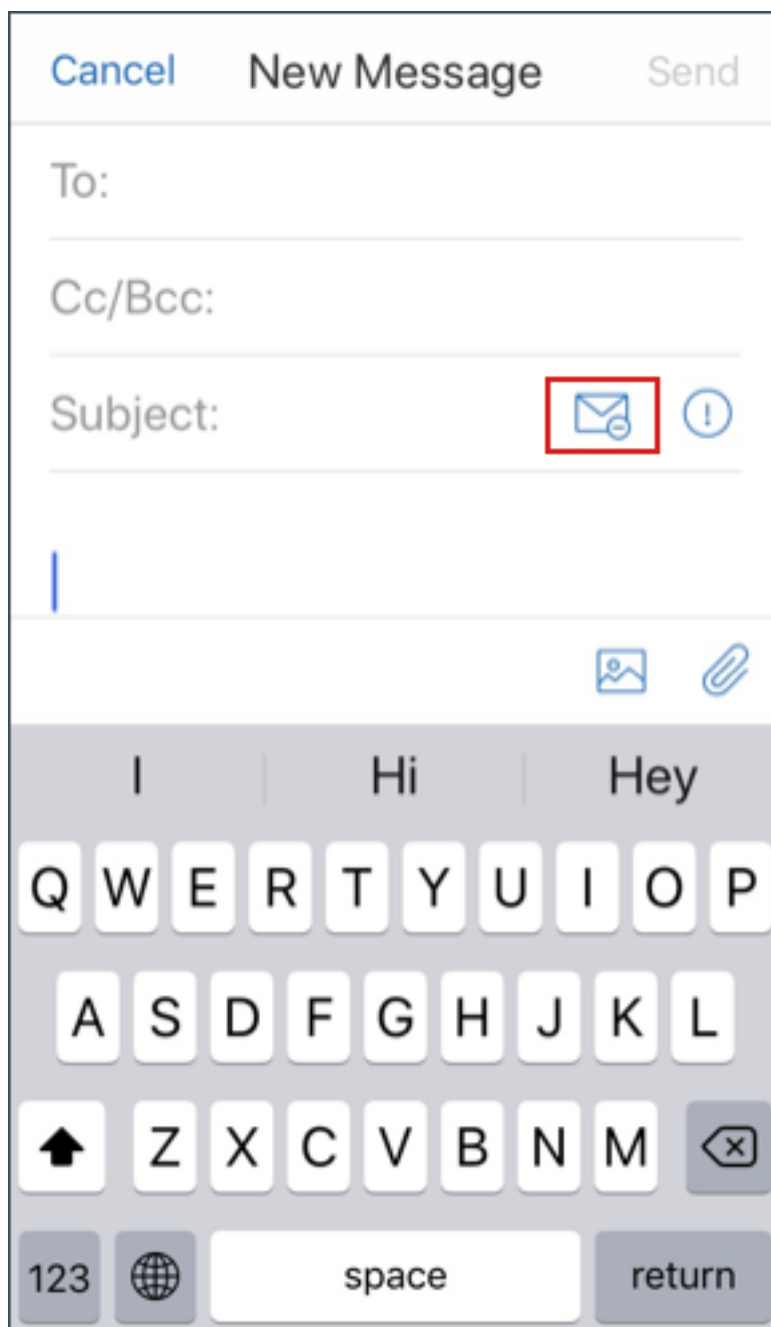 Cancel New Message Send
To:
Cc/Bcc:
Subject:
I Hi Hey
Q W E R T Y U I O P
A S D F G H J K L
Z X C V B N M
123 space return